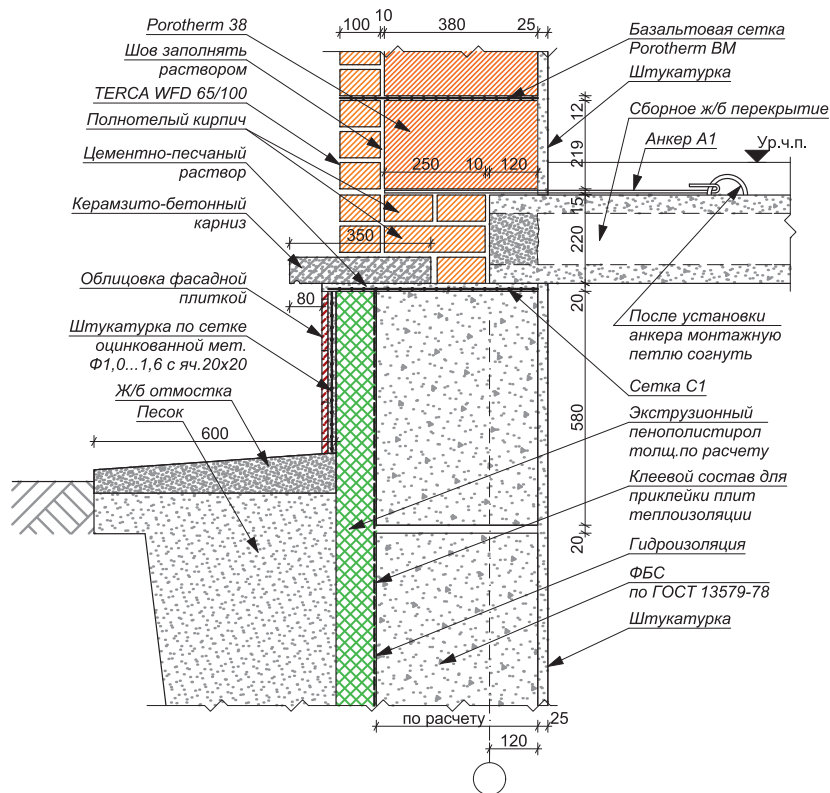 100
10
380
25
Porotherm 38
Шов заполнять
раствором
TERCA WFD 65/100
Полнотелый кирпич
Цементно-песчаный
раствор
Керамзито-бетонный
карниз
350
Облицовка фасадной
плиткой
80
Штукатурка по сетке
оцинкованной мет.
Ф1,0...1,6 с яч.20х20
Ж/б отмостка
Песок
600
250
10
120
Базальтовая сетка
Porotherm BM
Штукатурка
12
Сборное ж/б перекрытие
Анкер А1
Ур.ч.п.
219
15
220
20
После установки
анкера монтажную
петлю согнуть
Сетка С1
580
Экструзионный
пенополистирол
толщ.по расчету
Клеевой состав для
приклейки плит
теплоизоляции
20
Гидроизоляция
ФБС
по ГОСТ 13579-78
Штукатурка
по расчету
25
120